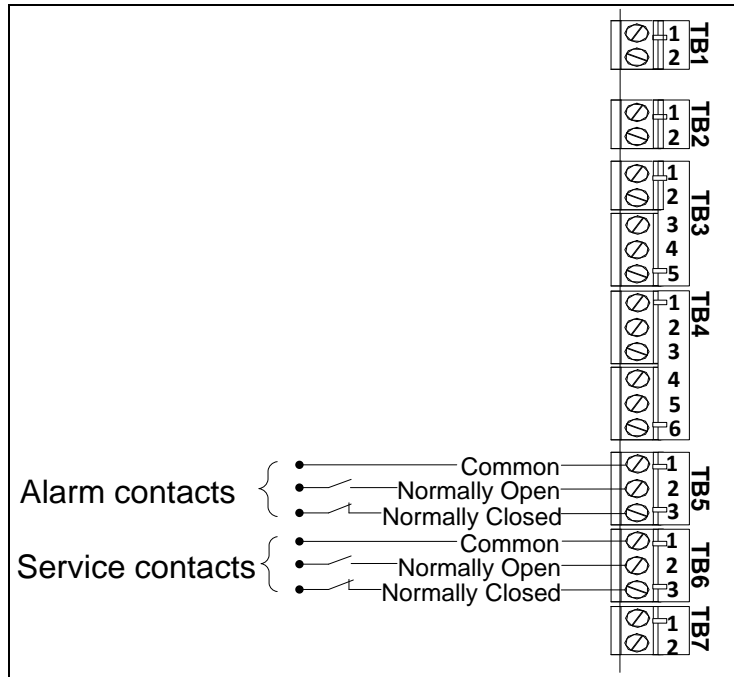 1
2
TB1
1
2
TB2
1
2
3
4
5
TB3
1
2
3
4
5
6
TB4
Alarm contacts
Common
1
Normally Open
2
Normally Closed
3
TB5
Service contacts
Common
1
Normally Open
2
Normally Closed
3
TB6
1
2
TB7